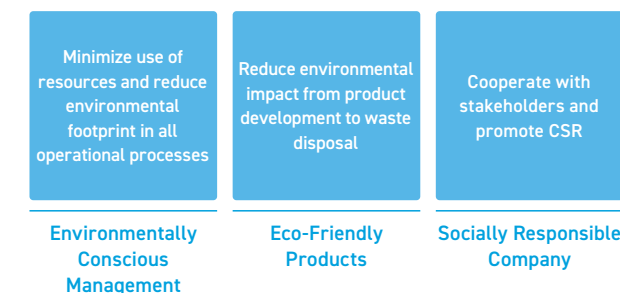 Minimize use of
resources and reduce
environmental
footprint in all
operational processes
Reduce environmental
impact from product
development to waste
disposal
Cooperate with
stakeholders and
promote CSR
Environmentally
Conscious
Management
Eco-Friendly
Products
Socially Responsible
Company